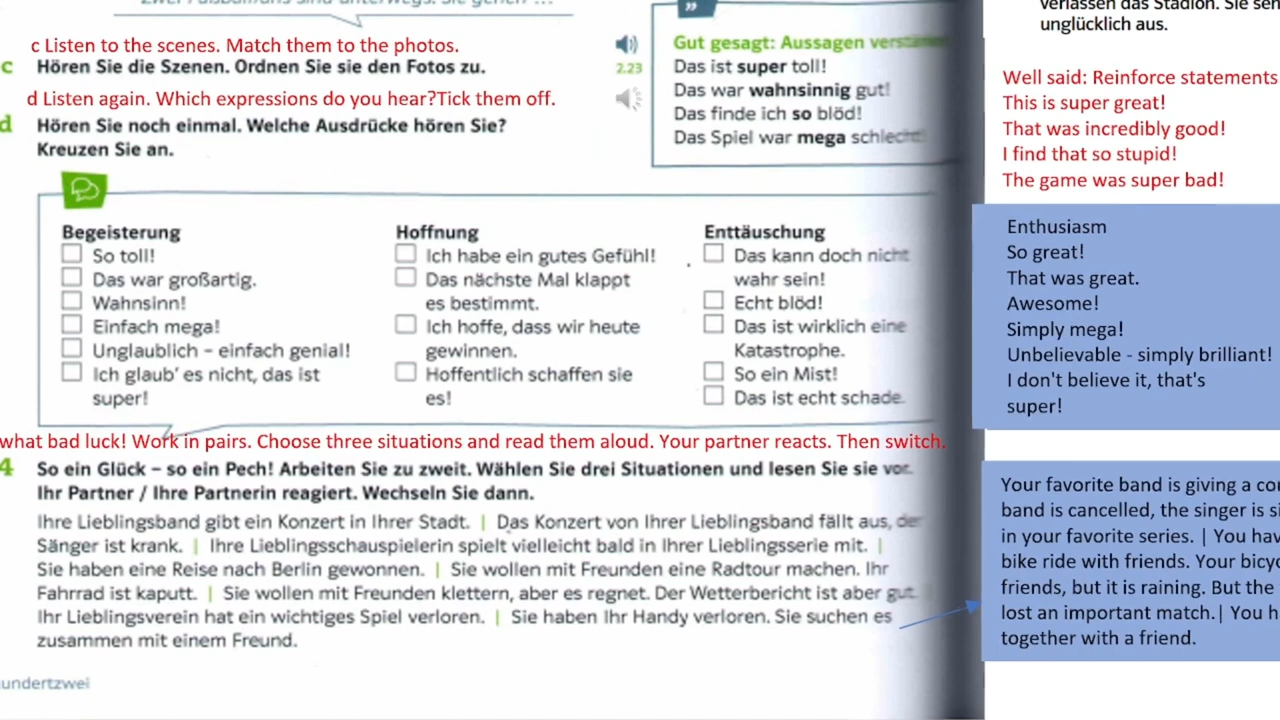 zwei Fußballfans sind unterwegs. Sie gehen ...
c Listen to the scenes. Match them to the photos.
c Hören Sie die Szenen. Ordnen Sie sie den Fotos zu.
2.23
d Listen again. Which expressions do you hear?Tick them off.
d Hören Sie noch einmal. Welche Ausdrücke hören Sie?
Kreuzen Sie an.
Gut gesagt: Aussagen
Das ist super toll!
Das war wahnsinnig gut!
Das finde ich so blöd!
Das Spiel war mega schlecht!
Begeisterung
So toll!
Das war großartig.
Wahnsinn!
Einfach mega!
Unglaublich – einfach genial!
Ich glaub' es nicht, das ist
super!
Hoffnung
Ich habe ein gutes Gefühl!
Das nächste Mal klappt
es bestimmt.
Ich hoffe, dass wir heute
gewinnen.
Hoffentlich schaffen sie
es!
Enttäuschung
Das kann doch nicht
wahr sein!
Echt blöd!
Das ist wirklich eine
Katastrophe.
So ein Mist!
Das ist echt schade.
what bad luck! Work in pairs. Choose three situations and read them aloud. Your partner reacts. Then switch.
4 So ein Glück – so ein Pech! Arbeiten Sie zu zweit. Wählen Sie drei Situationen und lesen Sie sie vor.
Ihr Partner / Ihre Partnerin reagiert. Wechseln Sie dann.
Ihre Lieblingsband gibt ein Konzert in Ihrer Stadt. | Das Konzert von Ihrer Lieblingsband fällt aus, der
Sänger ist krank. | Ihre Lieblingsschauspielerin spielt vielleicht bald in Ihrer Lieblingsserie mit. |
Sie haben eine Reise nach Berlin gewonnen. | Sie wollen mit Freunden eine Radtour machen. Ihr
Fahrrad ist kaputt. | Sie wollen mit Freunden klettern, aber es regnet. Der Wetterbericht ist aber gut.
Ihr Lieblingsverein hat ein wichtiges Spiel verloren. | Sie haben Ihr Handy verloren. Sie suchen es
zusammen mit einem Freund.
undertzwei
verlassen das Stadion. Sie
unglücklich aus.
Well said: Reinforce statements
This is super great!
That was incredibly good!
I find that so stupid!
The game was super bad!
Enthusiasm
So great!
That was great.
Awesome!
Simply mega!
Unbelievable - simply brilliant!
I don't believe it, that's
super!
Your favorite band is giving a
band is cancelled, the singer is
in your favorite series. | You
bike ride with friends. Your
friends, but it is raining. But the
lost an important match.| You
together with a friend.